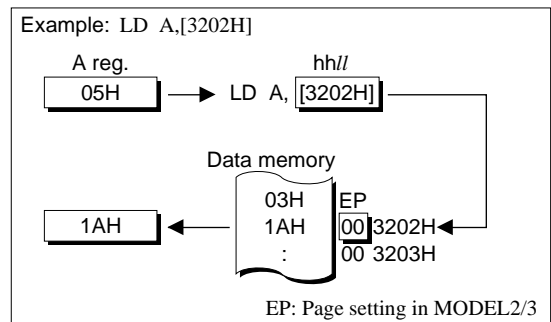 Example: LD A,[3202H]
A reg. hhll
05H LD A, [3202H]
Data memory
03H EP
1AH 1AH 00 3202H
: 00 3203H
EP: Page setting in MODEL2/3